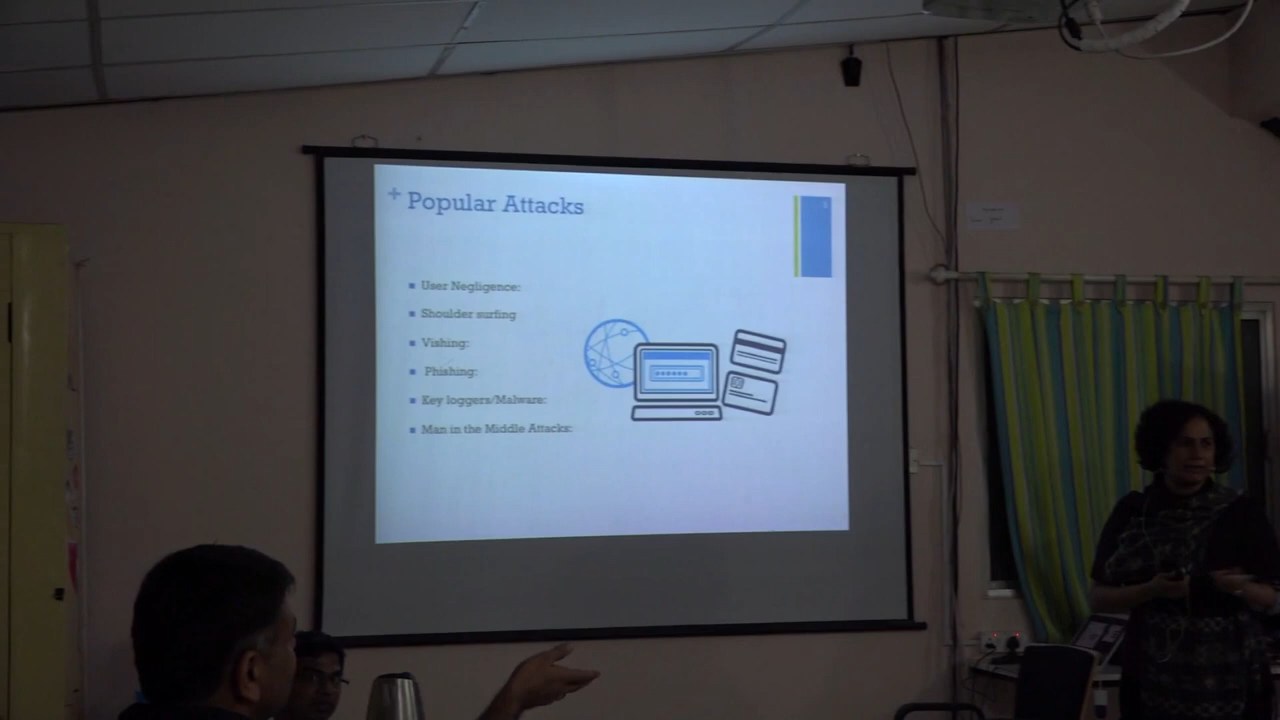 + Popular Attacks
User Negligence:
Shoulder surfing
Vishing:
Phishing:
Key loggers/Malware:
Man in the Middle Attacks: